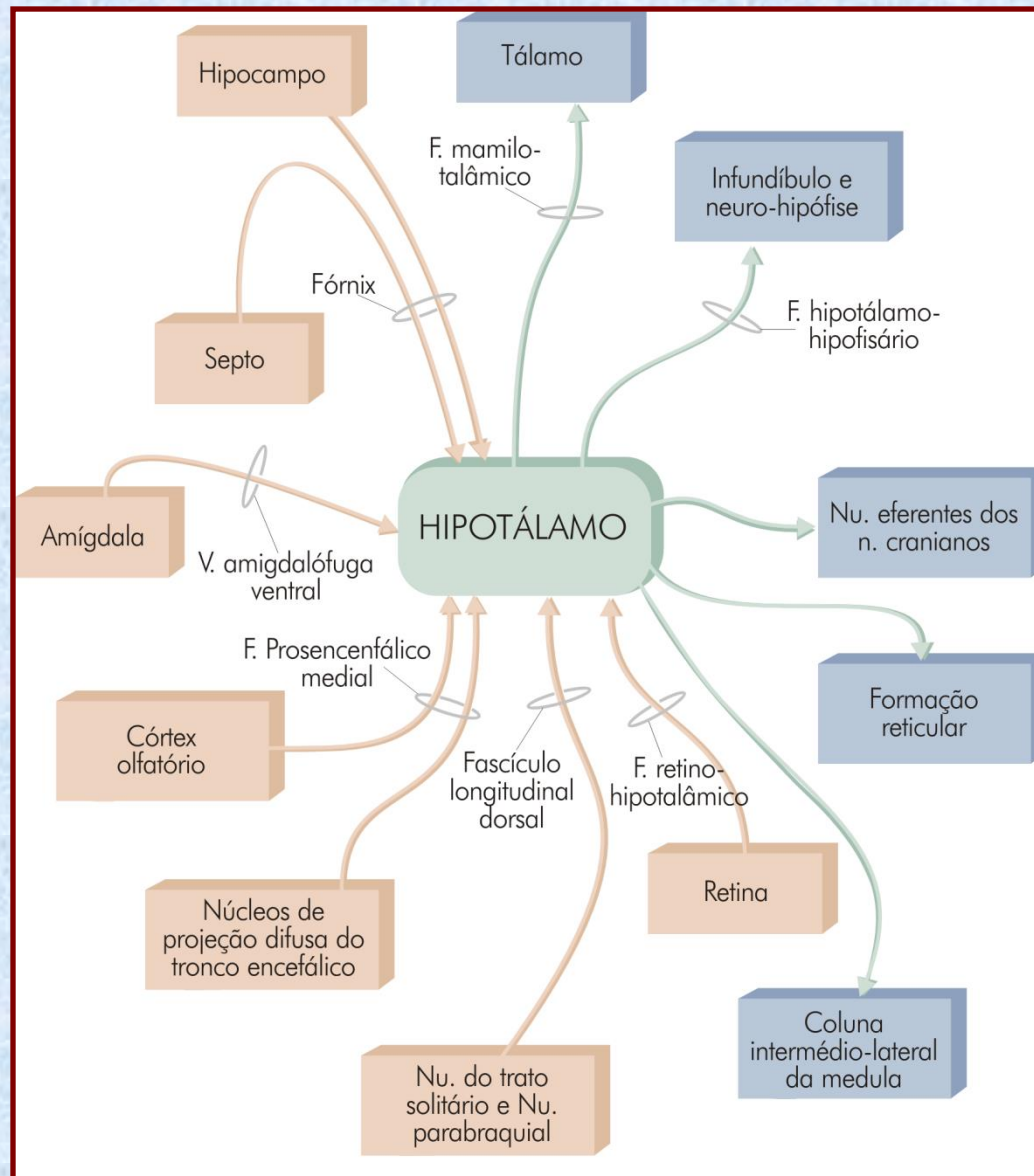 Hipocampo
Tálamo
F. mamilo-
talâmico
Infundíbulo e
neuro-hipófise
Fórnix
F. hipotálamo-
hipofisário
Septo
Amígdala
V. amigdalófuga
ventral
HIPOTÁLAMO
Nu. eferentes dos
n. cranianos
F. Prosencenfálico
medial
Córtex
olfatório
Fascículo
longitudinal
dorsal
F. retino-
hipotalâmico
Formação
reticular
Retina
Núcleos de
projeção difusa do
tronco encefálico
Coluna
intermédio-lateral
da medula
Nu. do trato
solitário e Nu.
parabraquial